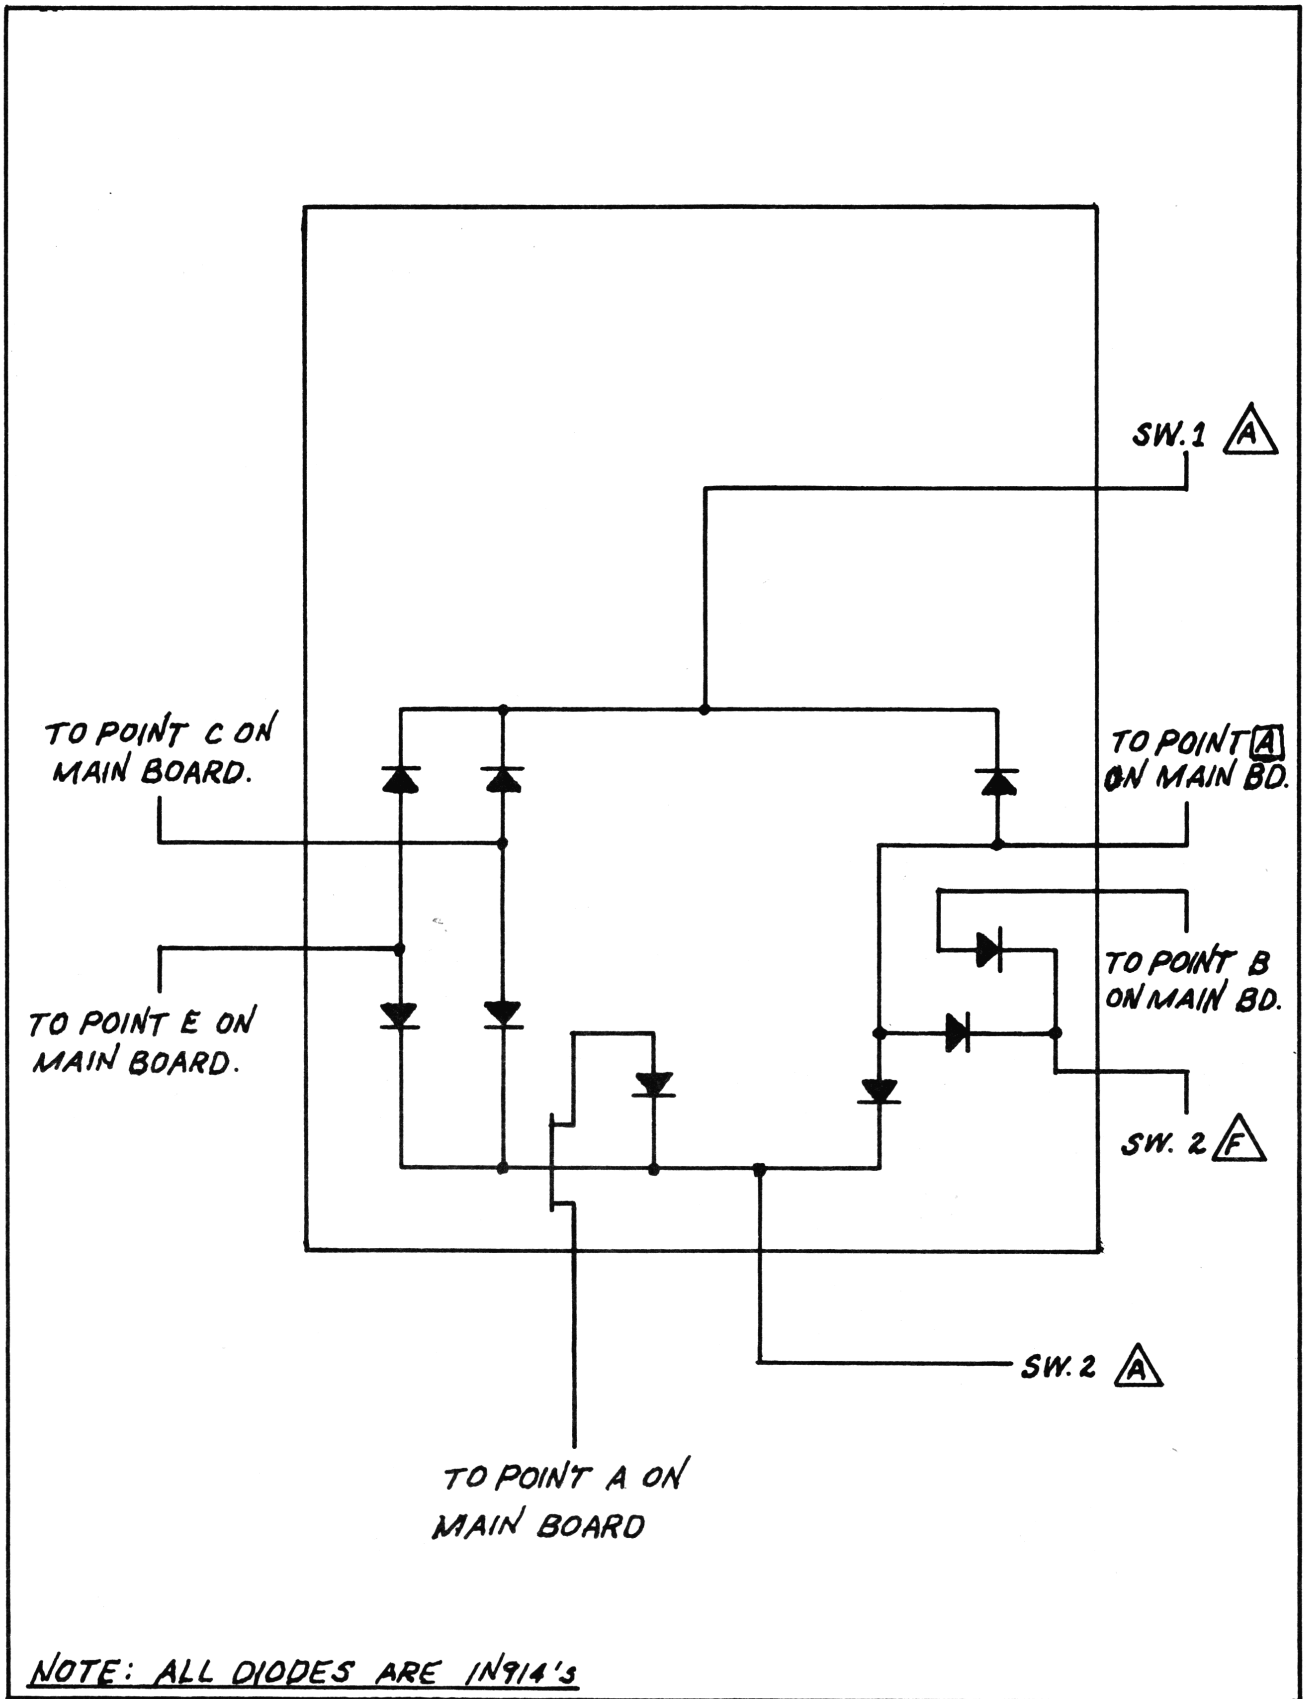 SW.1 A
TO POINT C ON
MAIN BOARD.
TO POINT A
ON MAIN BD.
TO POINT E ON
MAIN BOARD.
TO POINT B
ON MAIN BD.
SW. 2 F
SW. 2 A
TO POINT A ON
MAIN BOARD
NOTE: ALL DIODES ARE IN914's